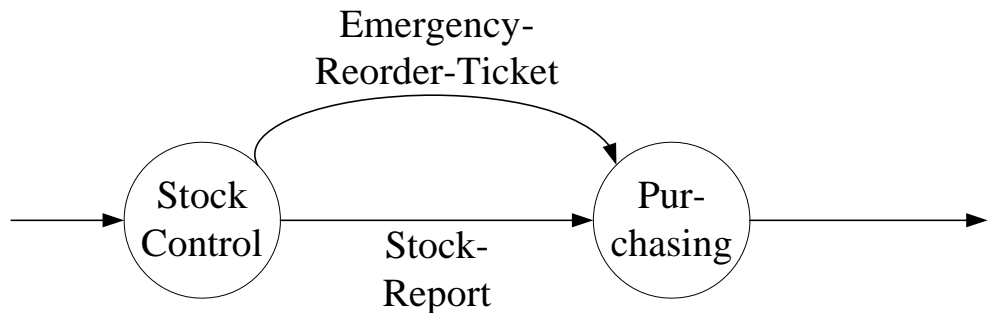 Emergency-
Reorder-Ticket
Stock
Control
Stock-
Report
Pur-
chasing